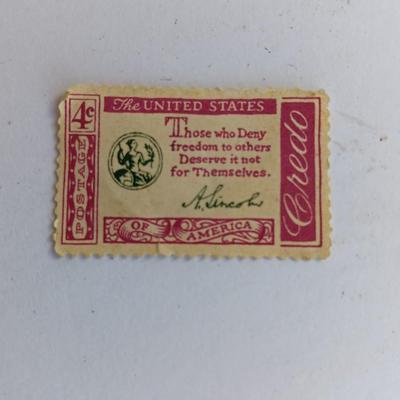 The UNITED STATES
4c
POSTAGE
Those who Deny
freedom to others
Deserve it not
for Themselves.
A. Lincoln
Credo
OF AMERICA